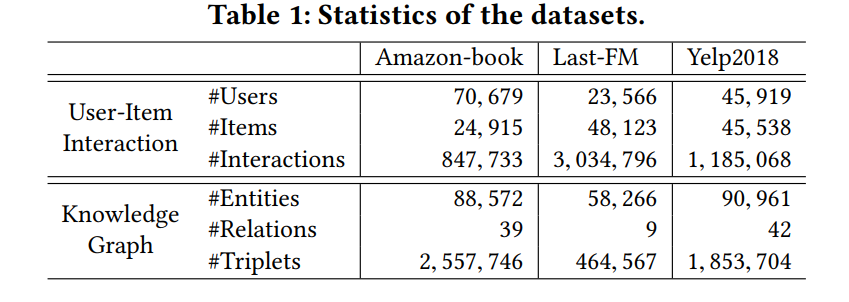 Table 1: Statistics of the datasets.
Amazon-book Last-FM Yelp2018
User-Item Interaction
#Users 70, 679 23, 566 45, 919
#Items 24, 915 48, 123 45, 538
#Interactions 847, 733 3, 034, 796 1, 185, 068
Knowledge Graph
#Entities 88, 572 58, 266 90, 961
#Relations 39 9 42
#Triplets 2, 557, 746 464, 567 1, 853, 704